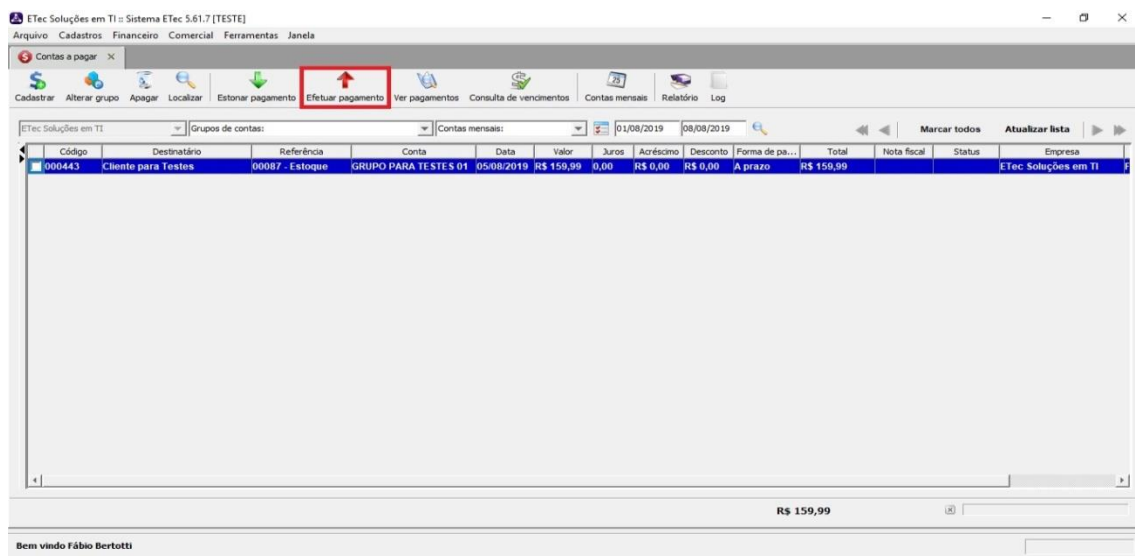 ETec Soluções em TI :: Sistema ETec 5.61.7 [TESTE]
Arquivo Cadastros Financeiro Comercial Ferramentas Janela
Contas a pagar
Cadastrar Alterar grupo Apagar Localizar Estonar pagamento Efetuar pagamento Ver pagamentos Consulta de vencimentos Contas mensais Relatório Log
ETec Soluções em TI Grupos de contas: Contas mensais: 01/08/2019 08/08/2019 Marcar todos Atualizar lista
Código Destinatário Referência Conta Data Valor Juros Acréscimo Desconto Forma de pa... Total Nota fiscal Status Empresa
000443 Cliente para Testes 00087 - Estoque GRUPO PARA TESTES 01 05/08/2019 R$ 159,99 0,00 R$ 0,00 R$ 0,00 A prazo R$ 159,99 ETec Soluções em TI
R$ 159,99
Bem vindo Fábio Bertotti